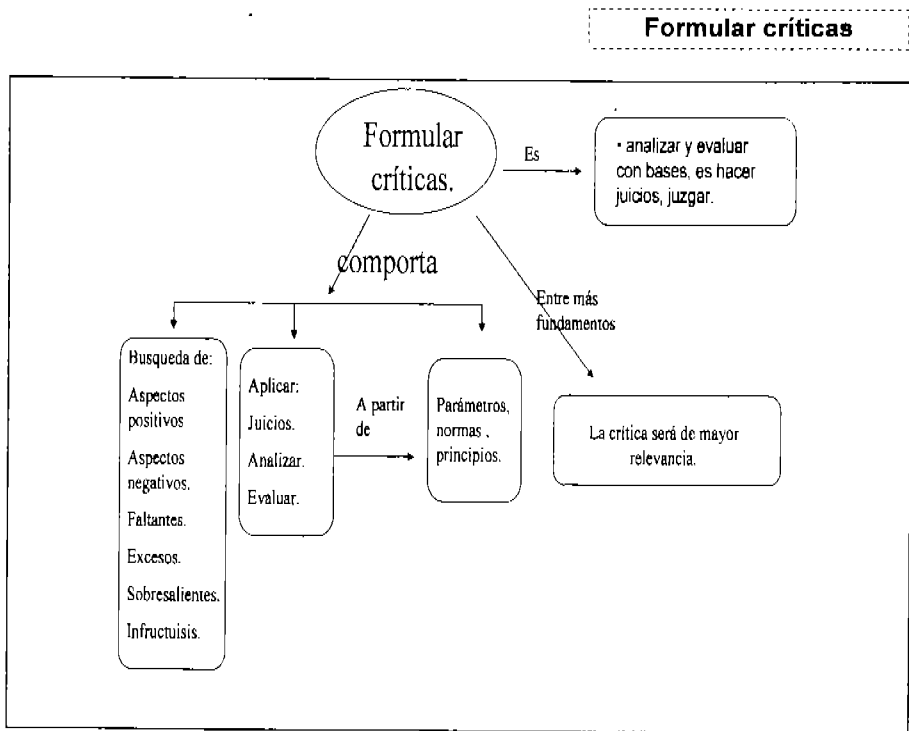 Formular críticas
Formular
críticas.
Es
• analizar y evaluar
con bases, es hacer
juicios, juzgar.
comporta
Entre más
fundamentos
Busqueda de:
Aspectos
positivos
Aspectos
negativos.
Faltantes.
Excesos.
Sobresalientes.
Infructuisis.
Aplicar:
Juicios.
Analizar.
Evaluar.
A partir
de
Parámetros,
normas ,
principios.
La crítica será de mayor
relevancia.